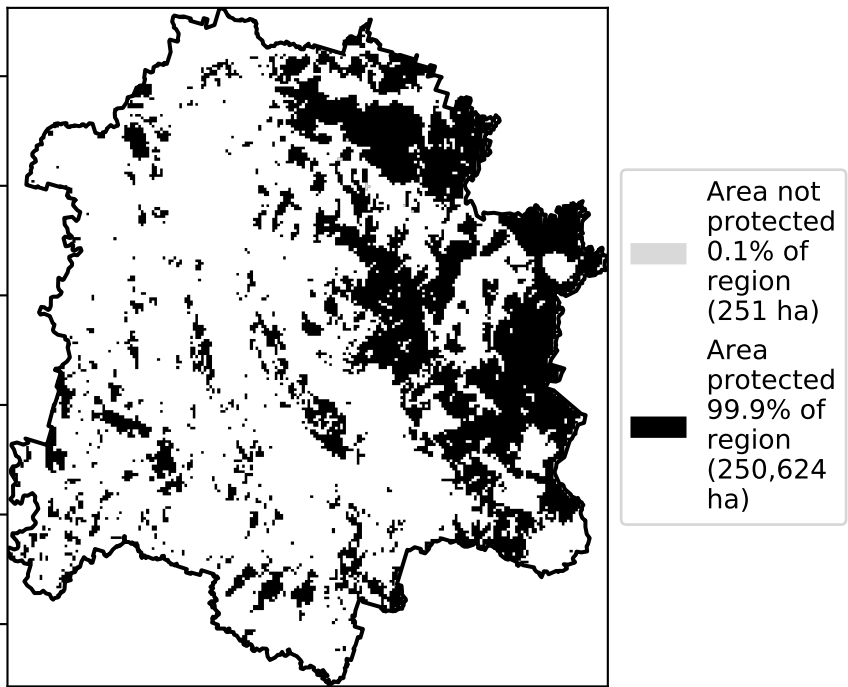 Area not
protected
0.1% of
region
(251 ha)
Area
protected
99.9% of
region
(250,624
ha)